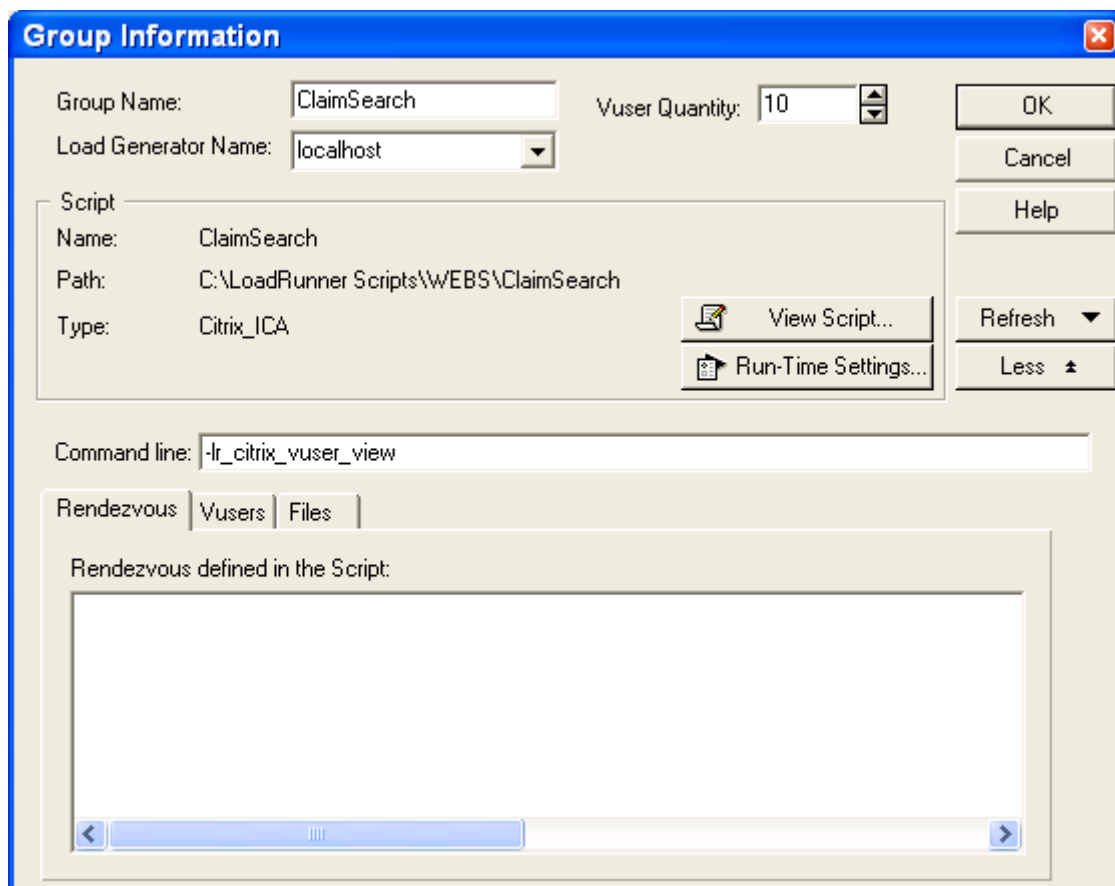 Group Information
Group Name: ClaimSearch Vuser Quantity: 10 OK
Load Generator Name: localhost Cancel
Script Help
Name: ClaimSearch
Path: C:\LoadRunner Scripts\WEBS\ClaimSearch
Type: Citrix_ICA View Script... Refresh
Run-Time Settings... Less
Command line: -lr_citrix_vuser_view
Rendezvous Vusers Files
Rendezvous defined in the Script: